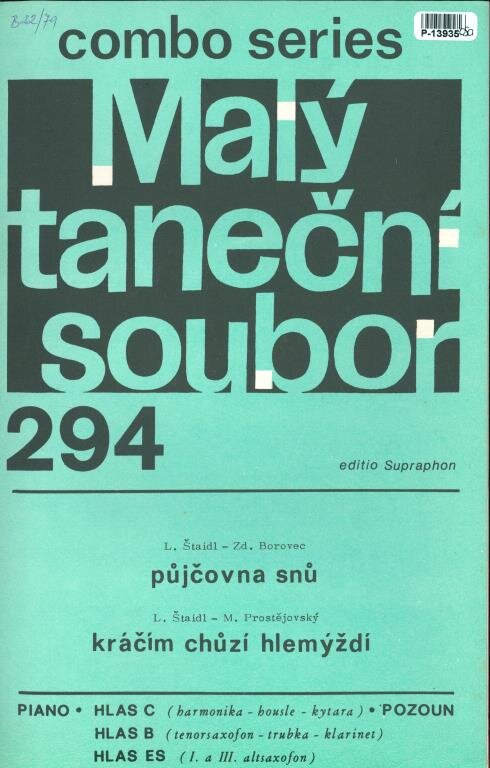 B-22/79
P-13935
combo series
Malý
taneční
soubor
294
editio Supraphon
L. Štaidl - Zd. Borovec
půjčovna snů
L. Štaidl - M. Prostějovský
kráčím chůzí hlemýždí
PIANO • HLAS C (harmonika - housle - kytara) • POZOUN
HLAS B (tenorsaxofon - trubka - klarinet)
HLAS ES (I. a III. altsaxofon)